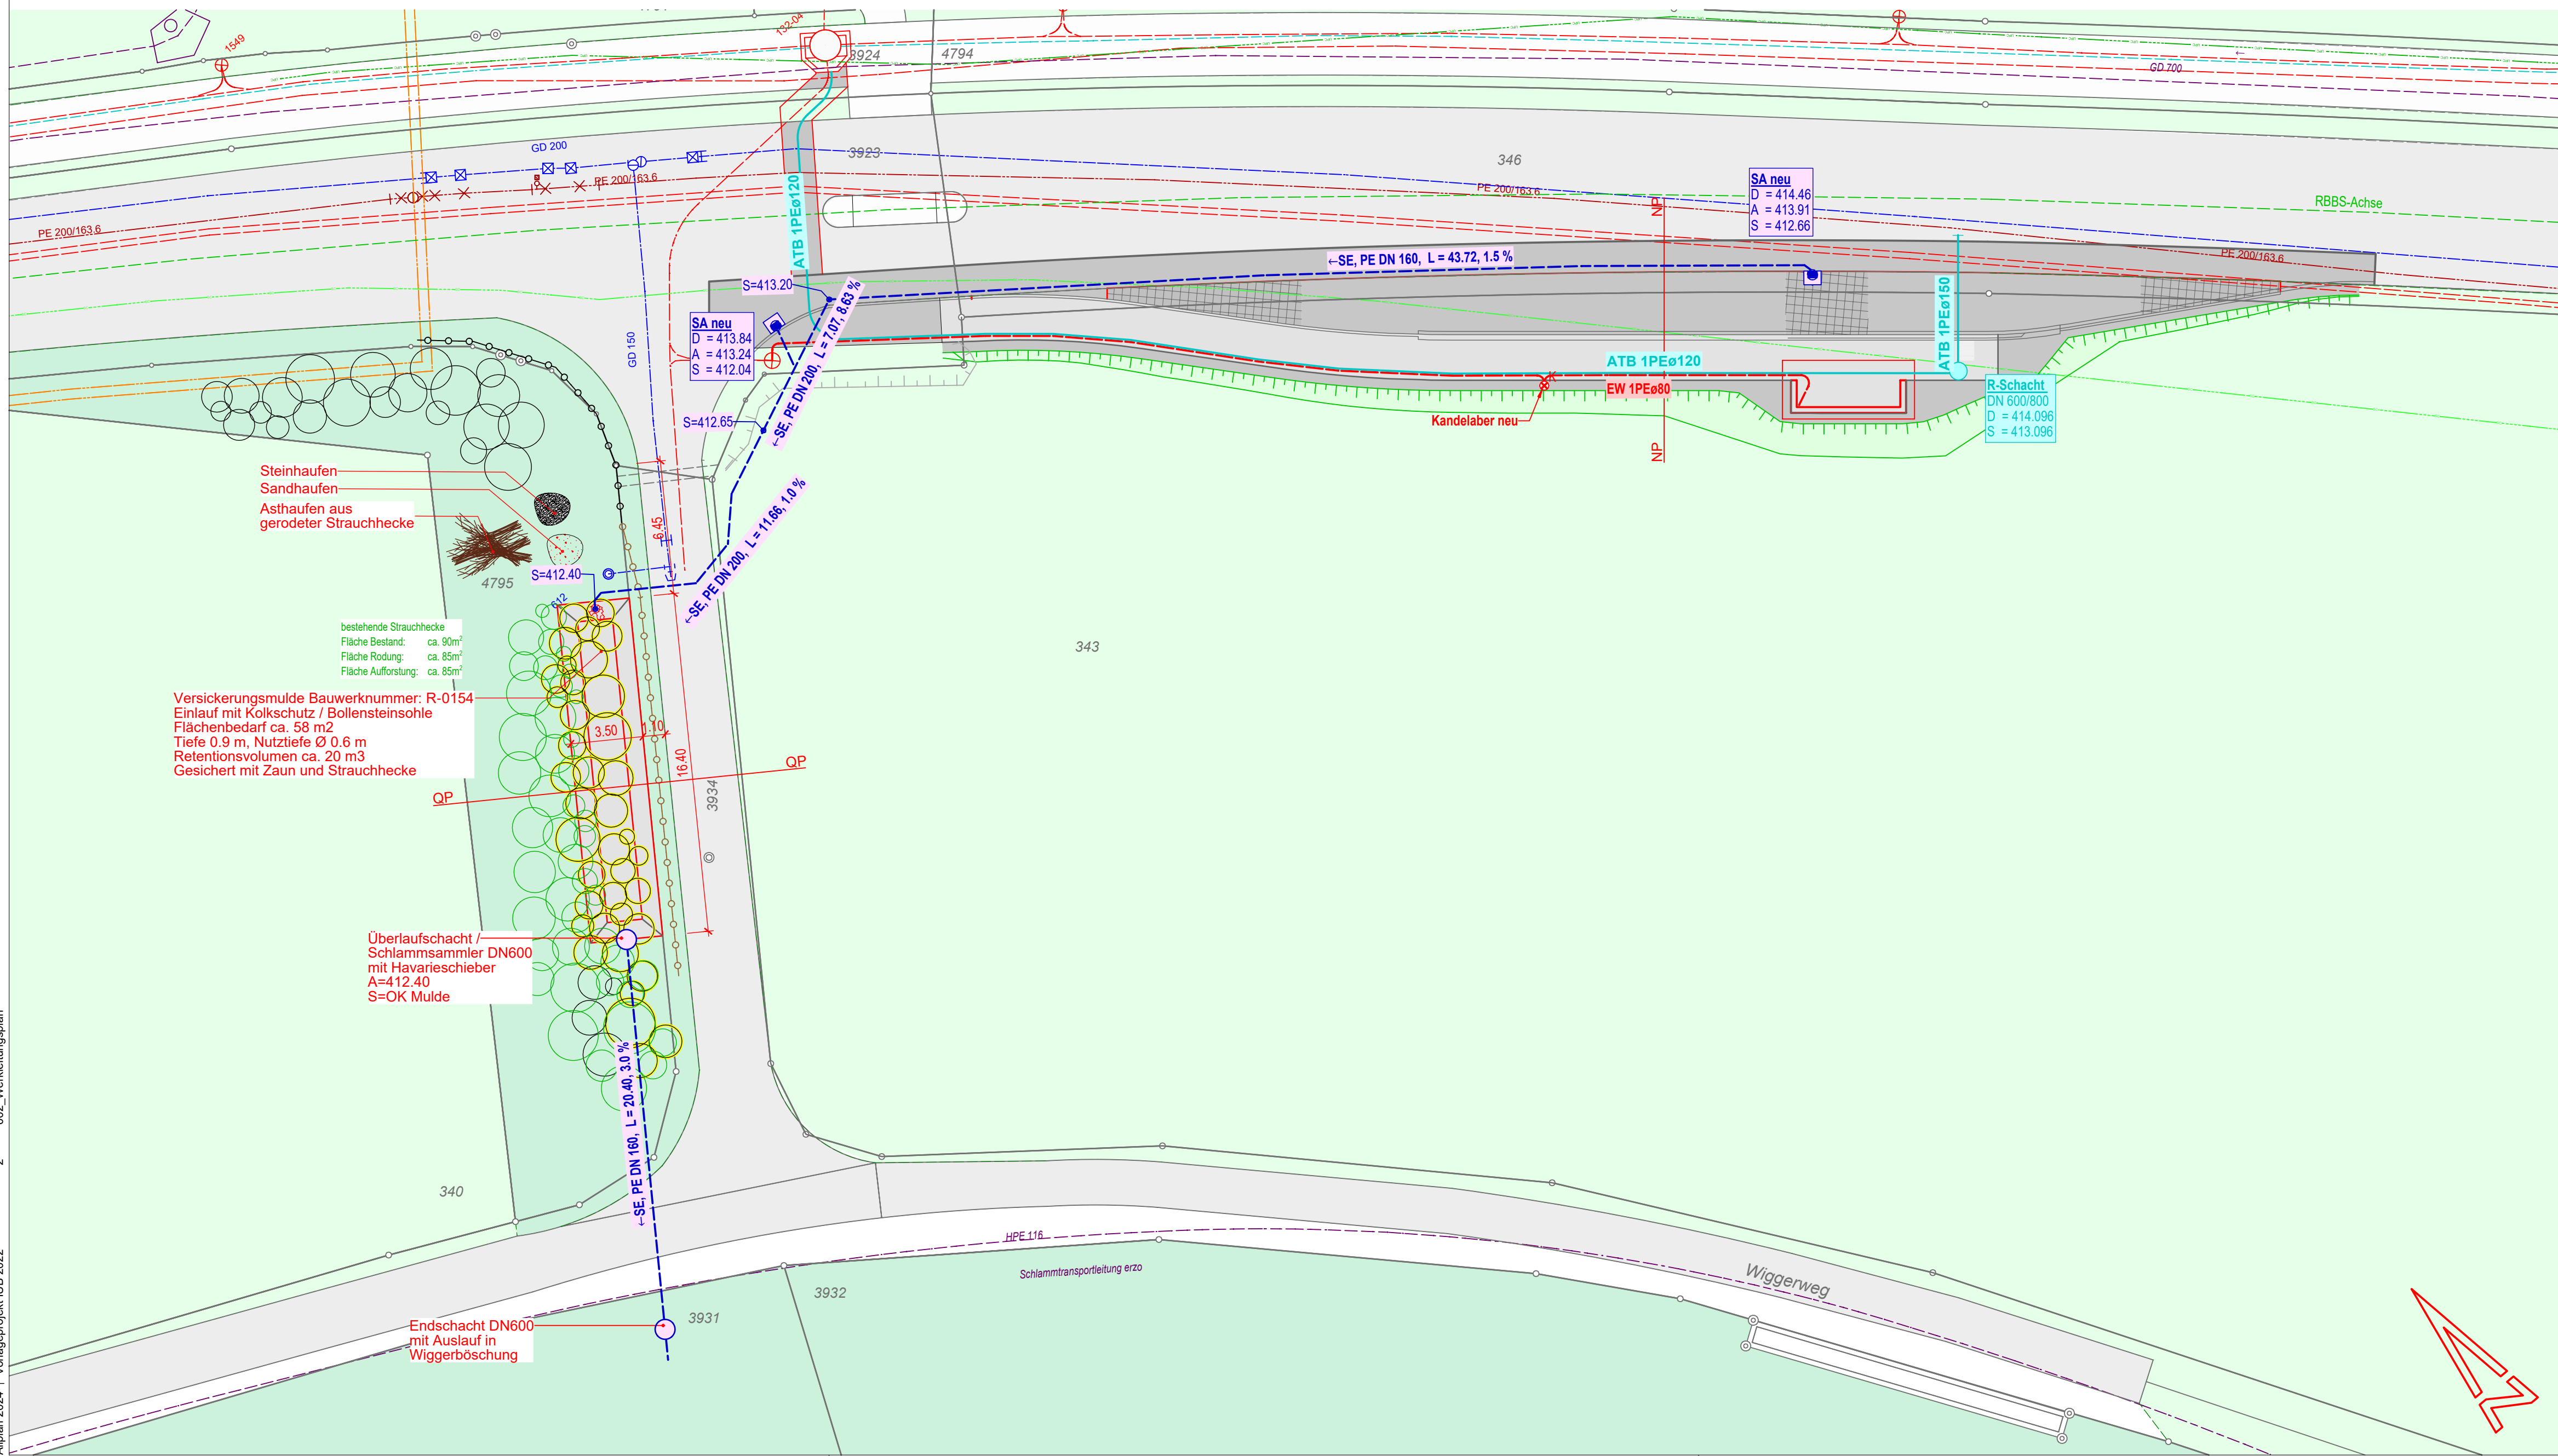 1549
132-04
3924
4794
GD 700
GD 200
3923
346
PE 200/163.6
PE 200/163.6
PE 200/163.6
PE 200/163.6
RBBS-Achse
NP
SA neu
D = 414.46
A = 413.91
S = 412.66
ATB 1PEø120
←SE, PE DN 160, L = 43.72, 1.5 %
S=413.20
SA neu
D = 413.84
A = 413.24
S = 412.04
GD 150
←SE, PE DN 200, L = 7.07, 8.63 %
S=412.65
ATB 1PEø120
EW 1PEø80
Kandelaber neu
NP
ATB 1PEø150
R-Schacht
DN 600/800
D = 414.096
S = 413.096
Steinhaufen
Sandhaufen
Asthaufen aus
gerodeter Strauchhecke
6.45
←SE, PE DN 200, L = 11.66, 1.0 %
4795
S=412.40
612
343
bestehende Strauchhecke
Fläche Bestand: ca. 90m²
Fläche Rodung: ca. 85m²
Fläche Aufforstung: ca. 85m²
Versickerungsmulde Bauwerknummer: R-0154
Einlauf mit Kolkschutz / Bollensteinsohle
Flächenbedarf ca. 58 m2
Tiefe 0.9 m, Nutztiefe Ø 0.6 m
Retentionsvolumen ca. 20 m3
Gesichert mit Zaun und Strauchhecke
3.50
1.10
16.40
QP
QP
3934
Überlaufschacht /
Schlammsammler DN600
mit Havarieschieber
A=412.40
S=OK Mulde
←SE, PE DN 160, L = 20.40, 3.0 %
340
HPE 116
Schlammtransportleitung erzo
Wiggerweg
3932
3931
Endschacht DN600
mit Auslauf in
Wiggerböschung